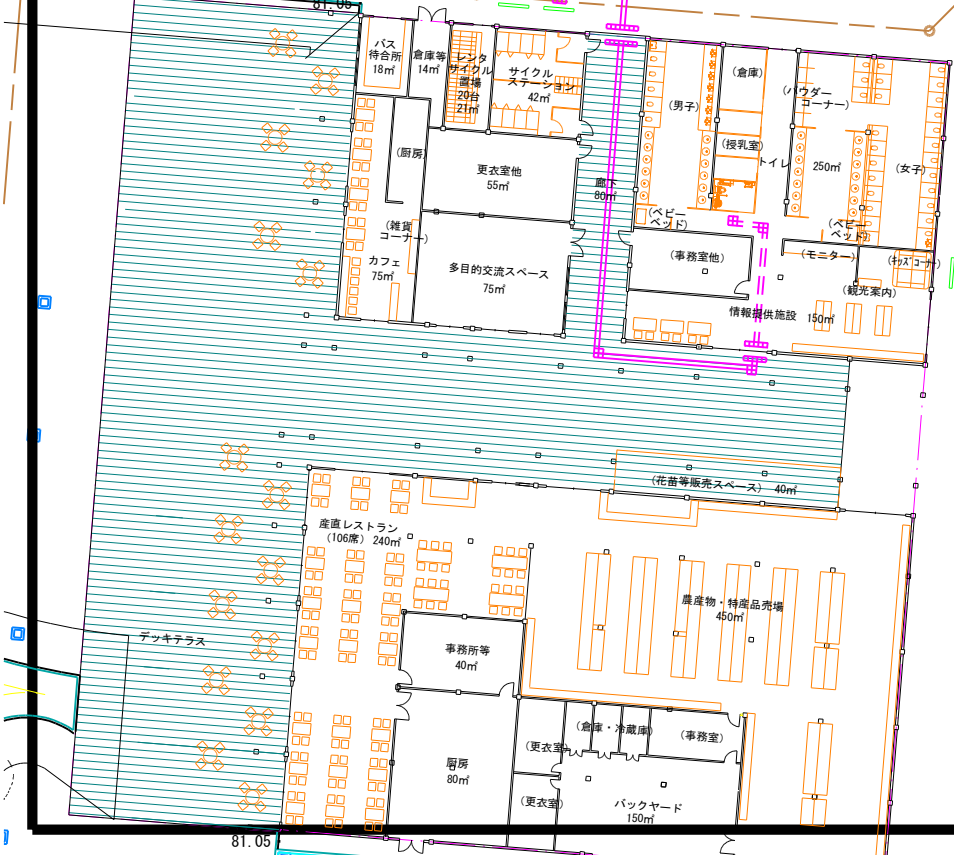 81.05
バス
待合所
18㎡
倉庫等
14㎡
レンタ
サイクル
置場
20台
21㎡
サイクル
ステーション
42㎡
(厨房)
更衣室他
55㎡
廊下
80㎡
(男子)
(倉庫)
(授乳室)
トイレ
(パウダー
コーナー)
250㎡
(女子)
(ベビー
ベッド)
(ベビー
ベッド)
(雑貨
コーナー)
カフェ
75㎡
多目的交流スペース
75㎡
(事務室他)
(モニター)
(キッズコーナー)
(観光案内)
情報提供施設 150㎡
(花苗等販売スペース) 40㎡
産直レストラン
(106席) 240㎡
農産物・特産品売場
450㎡
デッキテラス
事務所等
40㎡
(更衣室)
(倉庫・冷蔵庫)
(事務室)
厨房
80㎡
(更衣室)
バックヤード
150㎡
81.05